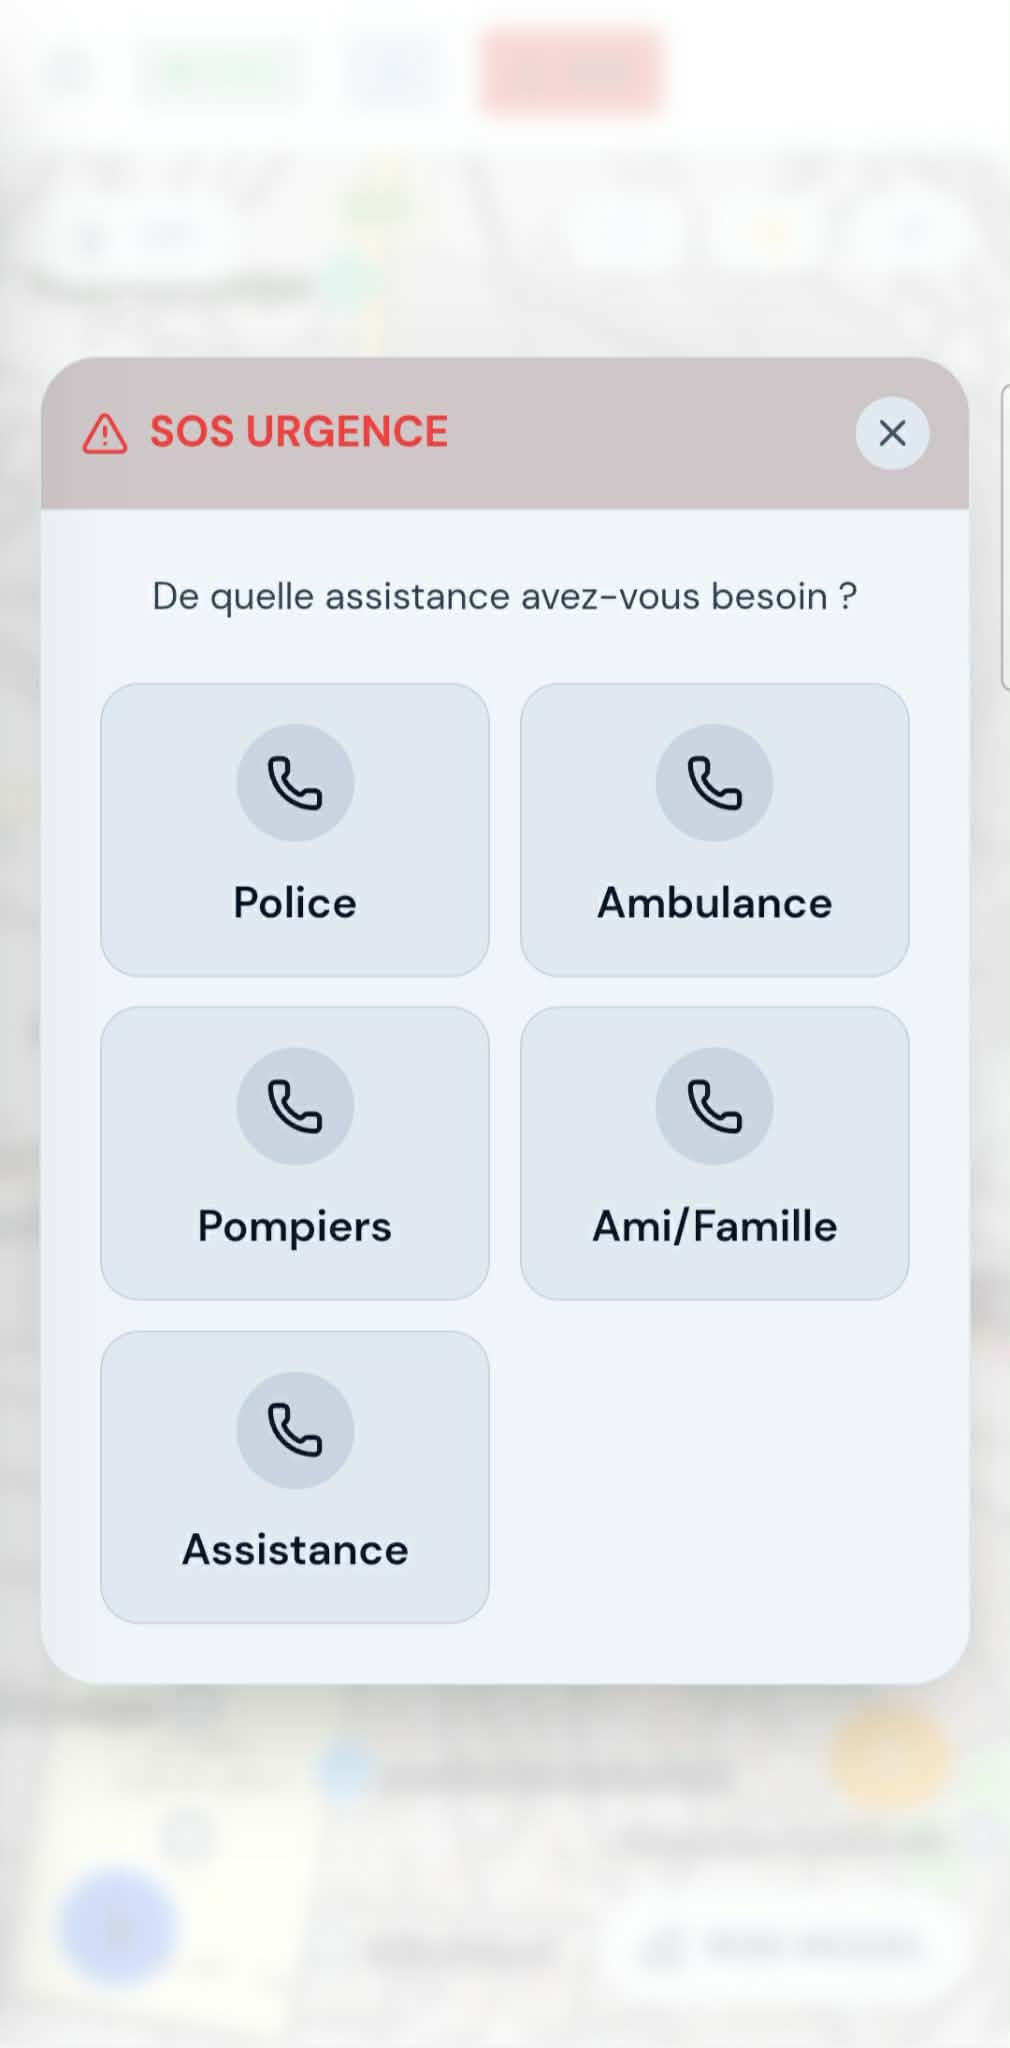 SOS URGENCE
De quelle assistance avez-vous besoin ?
Police
Ambulance
Pompiers
Ami/Famille
Assistance